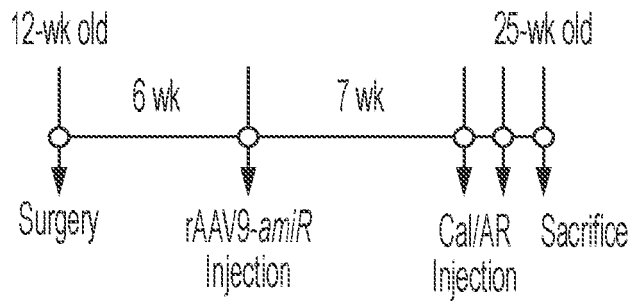 12-wk old
25-wk old
6 wk
7 wk
Surgery
rAAV9-amiR
Injection
Cal/AR
Injection
Sacrifice